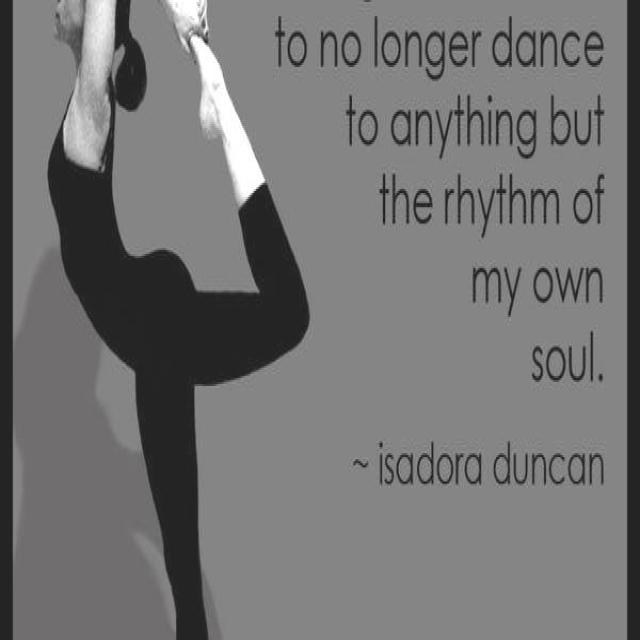 to no longer dance
to anything but
the rhythm of
my own
soul.
~ isadora duncan